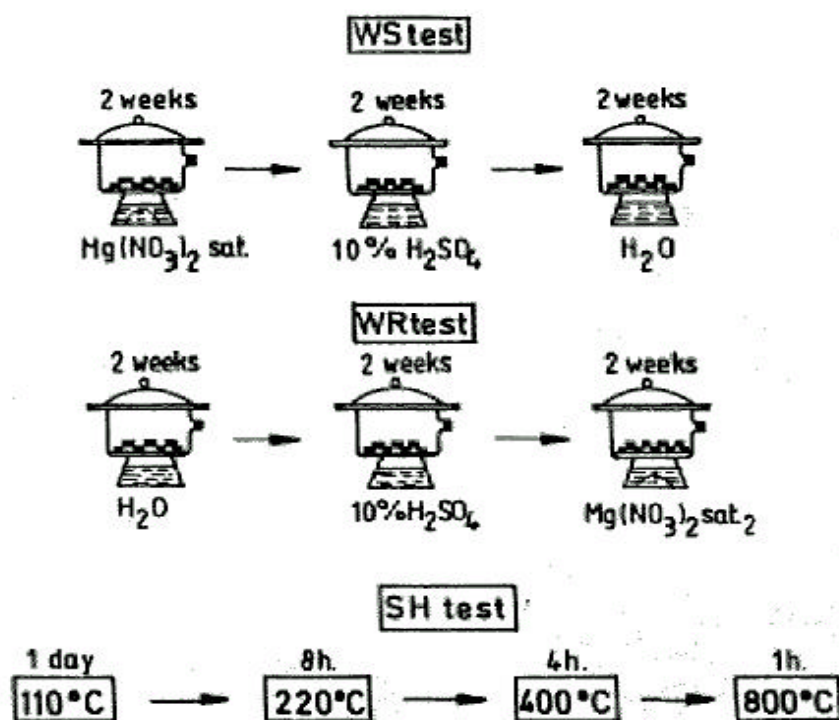 WS test
2 weeks 2 weeks 2 weeks
Mg(NO₃)₂ sat. 10% H₂SO₄ H₂O
WR test
2 weeks 2 weeks 2 weeks
H₂O 10% H₂SO₄ Mg(NO₃)₂ sat.₂
SH test
1 day 8h. 4h. 1h.
110°C 220°C 400°C 800°C